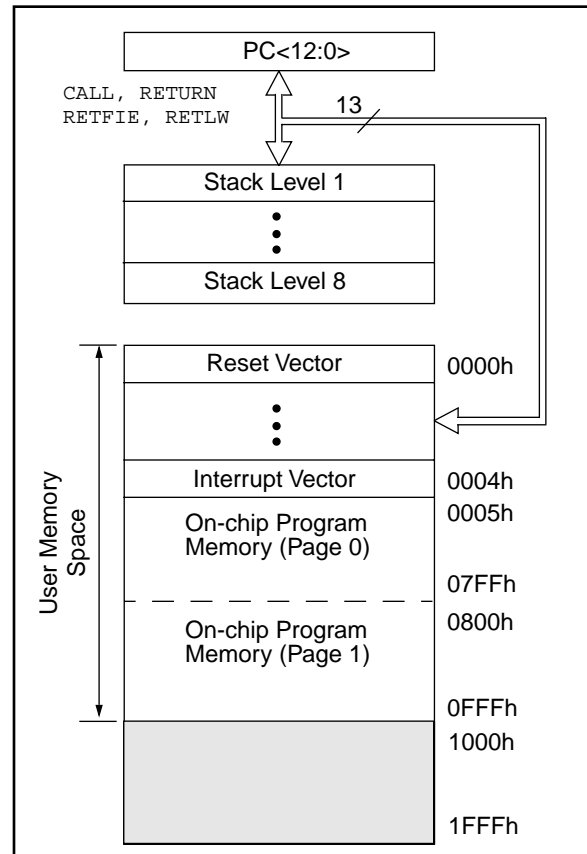 PC<12:0>
CALL, RETURN
RETFIE, RETLW
13
Stack Level 1
Stack Level 8
User Memory
Space
Reset Vector
0000h
Interrupt Vector
0004h
0005h
On-chip Program
Memory (Page 0)
07FFh
0800h
On-chip Program
Memory (Page 1)
0FFFh
1000h
1FFFh